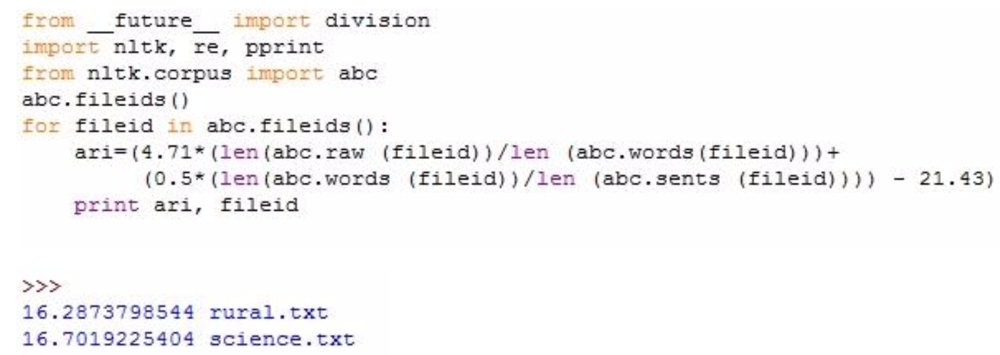 from __future__ import division
import nltk, re, pprint
from nltk.corpus import abc
abc.fileids()
for fileid in abc.fileids():
    ari=(4.71*(len(abc.raw (fileid))/len (abc.words(fileid)))+
         (0.5*(len(abc.words (fileid))/len (abc.sents (fileid)))) - 21.43)
    print ari, fileid
>>>
16.2873798544 rural.txt
16.7019225404 science.txt